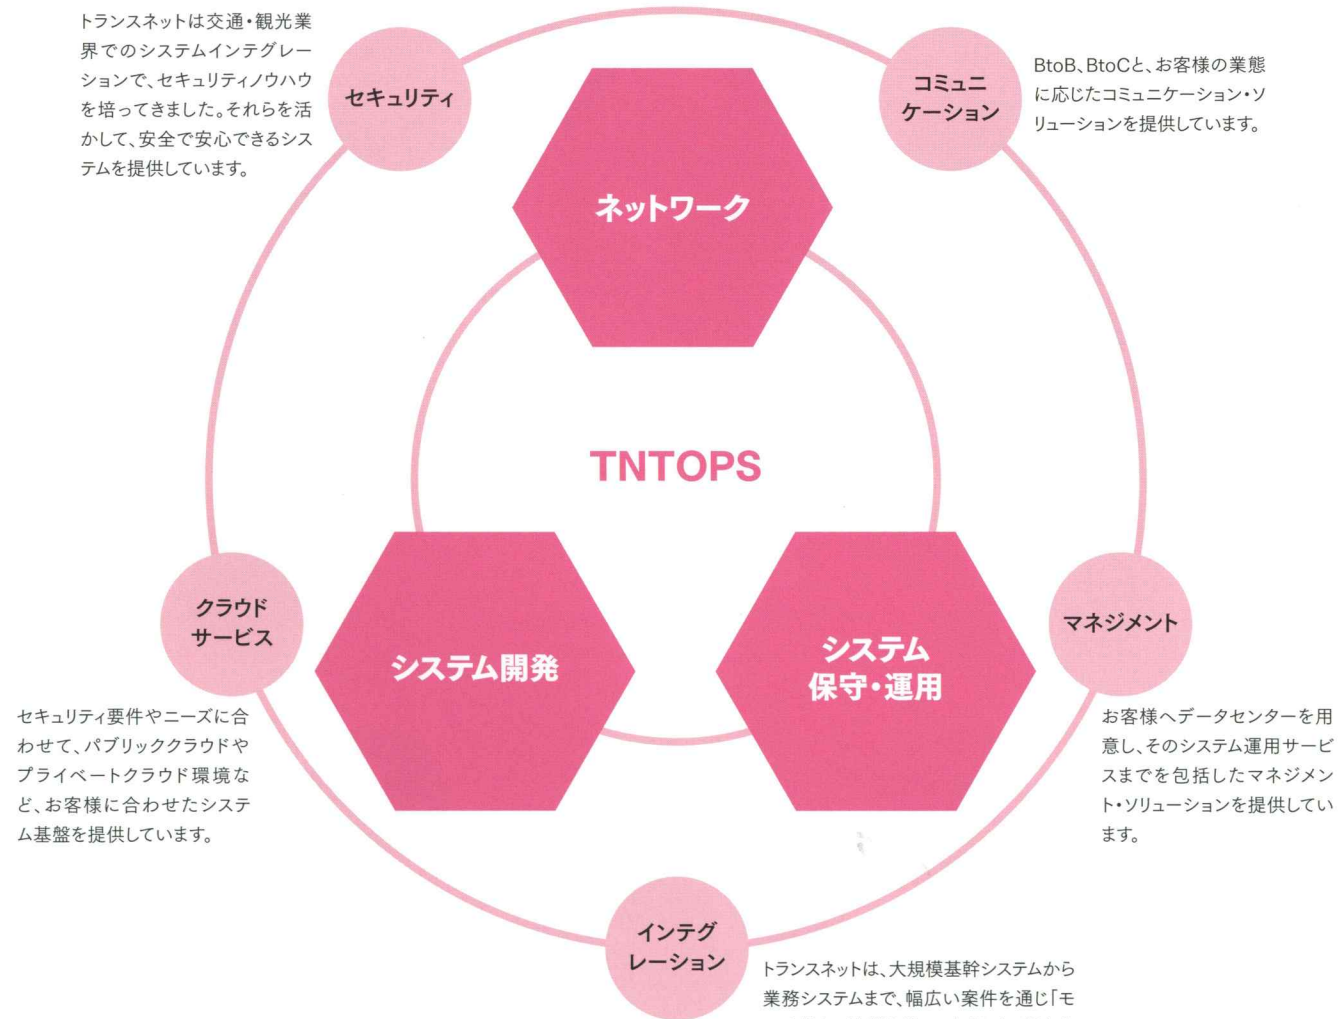 トランスネットは交通・観光業
界でのシステムインテグレー
ションで、セキュリティノウハウ
を培ってきました。それらを活
かして、安全で安心できるシス
テムを提供しています。
セキュリティ
コミュニ
ケーション
BtoB、BtoCと、お客様の業態
に応じたコミュニケーション・ソ
リューションを提供しています。
ネットワーク
TNTOPS
クラウド
サービス
システム開発
システム
保守・運用
マネジメント
セキュリティ要件やニーズに合
わせて、パブリッククラウドや
プライベートクラウド環境な
ど、お客様に合わせたシステ
ム基盤を提供しています。
お客様へデータセンターを用
意し、そのシステム運用サービ
スまでを包括したマネジメン
ト・ソリューションを提供してい
ます。
インテグ
レーション
トランスネットは、大規模基幹システムから
業務システムまで、幅広い案件を通じ「モ